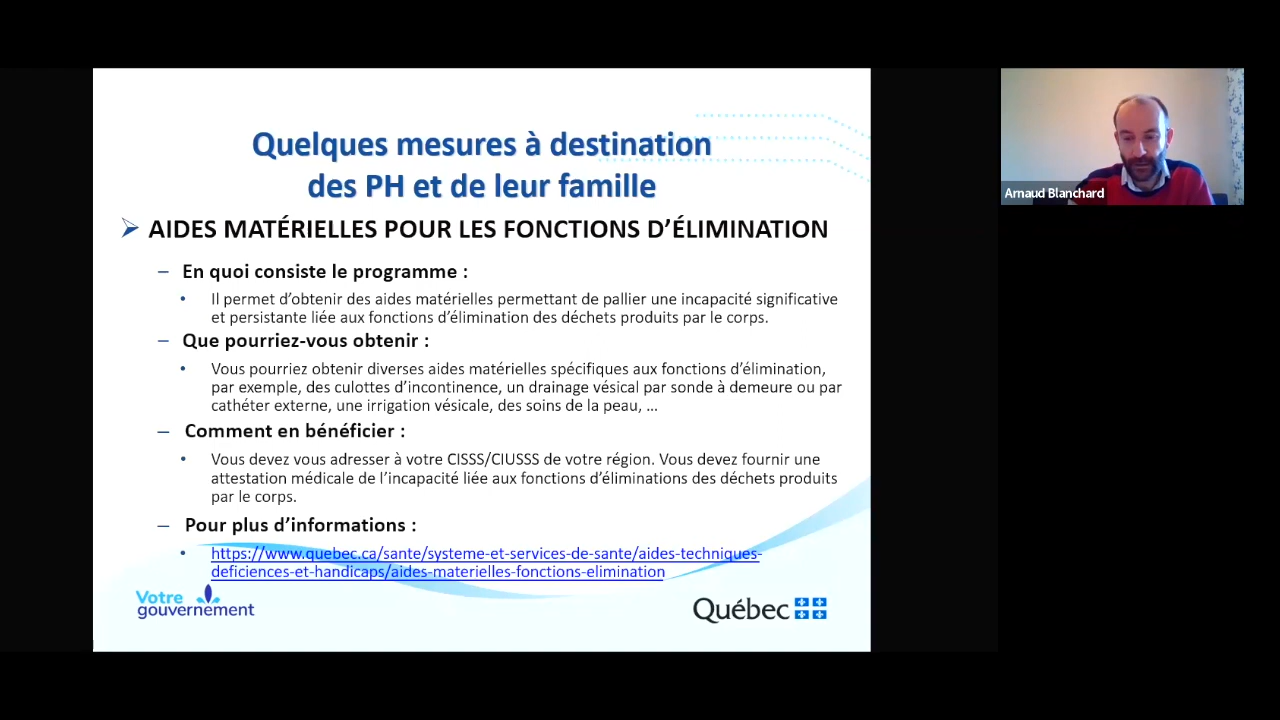 Quelques mesures à destination
des PH et de leur famille
AIDES MATÉRIELLES POUR LES FONCTIONS D’ÉLIMINATION
– En quoi consiste le programme :
• Il permet d’obtenir des aides matérielles permettant de pallier une incapacité significative
et persistante liée aux fonctions d’élimination des déchets produits par le corps.
– Que pourriez-vous obtenir :
• Vous pourriez obtenir diverses aides matérielles spécifiques aux fonctions d’élimination,
par exemple, des culottes d’incontinence, un drainage vésical par sonde à demeure ou par
cathéter externe, une irrigation vésicale, des soins de la peau, ...
– Comment en bénéficier :
• Vous devez vous adresser à votre CISSS/CIUSSS de votre région. Vous devez fournir une
attestation médicale de l’incapacité liée aux fonctions d’éliminations des déchets produits
par le corps.
– Pour plus d’informations :
• https://www.quebec.ca/sante/systeme-et-services-de-sante/aides-techniques-
deficiences-et-handicaps/aides-materielles-fonctions-elimination
Votre
gouvernement
Québec
Arnaud Blanchard